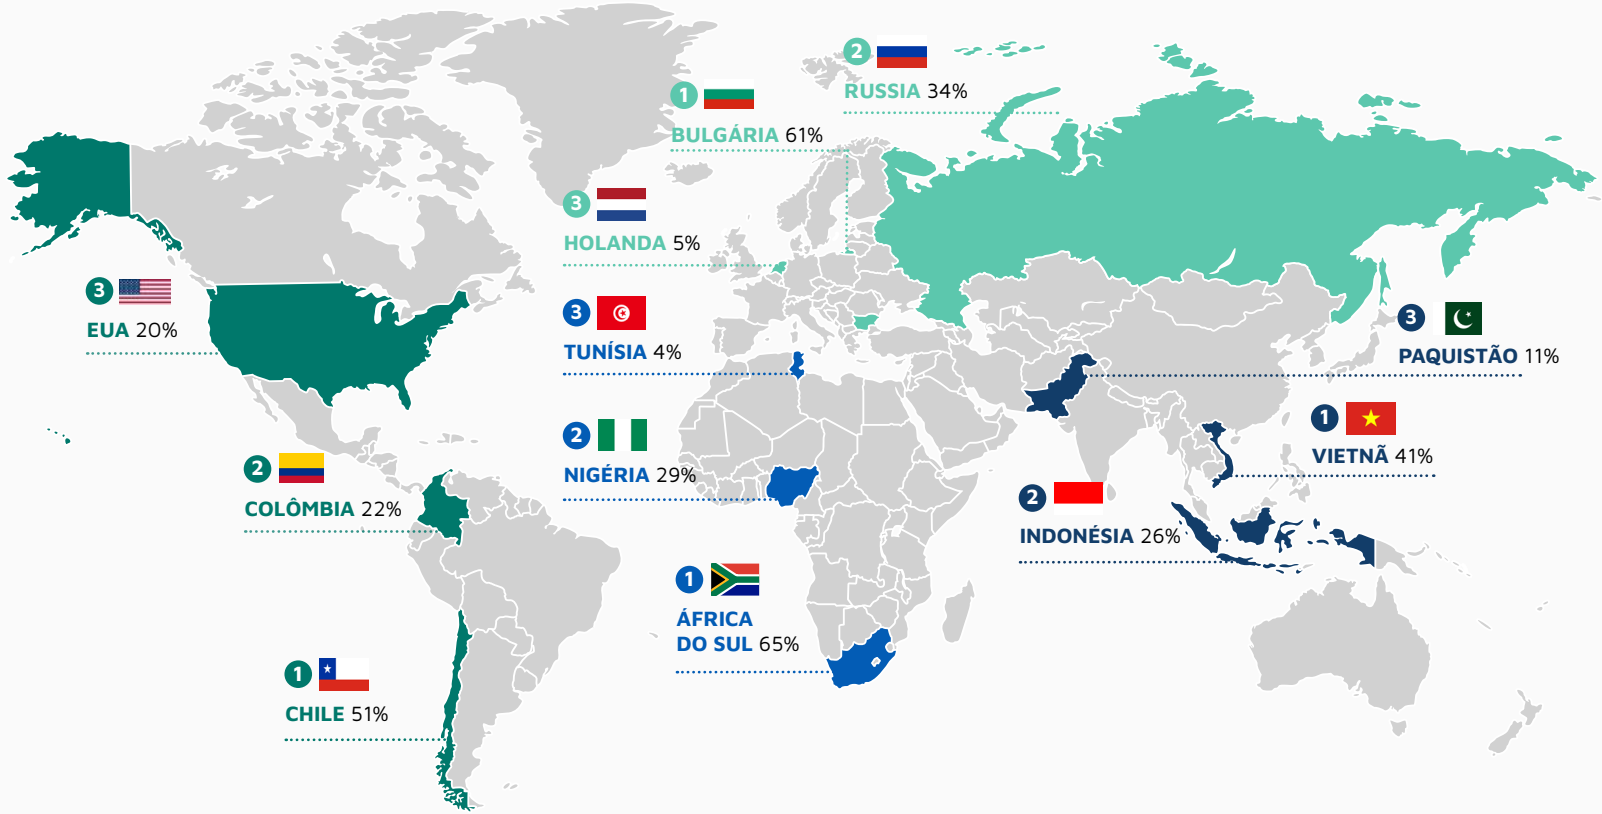 2
RUSSIA 34%
1
BULGÁRIA 61%
3
HOLANDA 5%
3
EUA 20%
3
TUNÍSIA 4%
3
PAQUISTÃO 11%
1
VIETNÃ 41%
2
NIGÉRIA 29%
2
COLÔMBIA 22%
2
INDONÉSIA 26%
1
ÁFRICA
DO SUL 65%
1
CHILE 51%